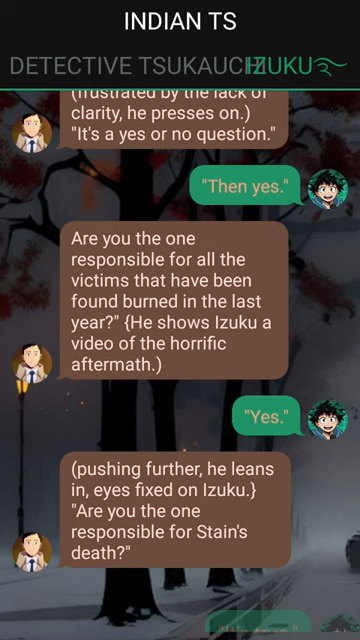 INDIAN TS
DETECTIVE TSUKAUCHI
IZUKU
(frustrated by the lack of
clarity, he presses on.)
"It's a yes or no question."
"Then yes."
Are you the one
responsible for all the
victims that have been
found burned in the last
year?" {He shows Izuku a
video of the horrific
aftermath.)
"Yes."
(pushing further, he leans
in, eyes fixed on Izuku.}
"Are you the one
responsible for Stain's
death?"